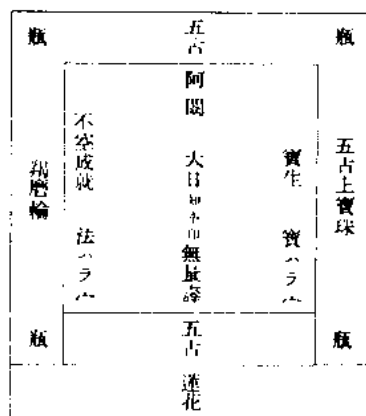 瓶
五古
瓶
阿閦
不空成就
法ハラ
大日
無量壽
寶生
寶ハラ
羯磨輪
五古上寶珠
瓶
五古
瓶
蓮花